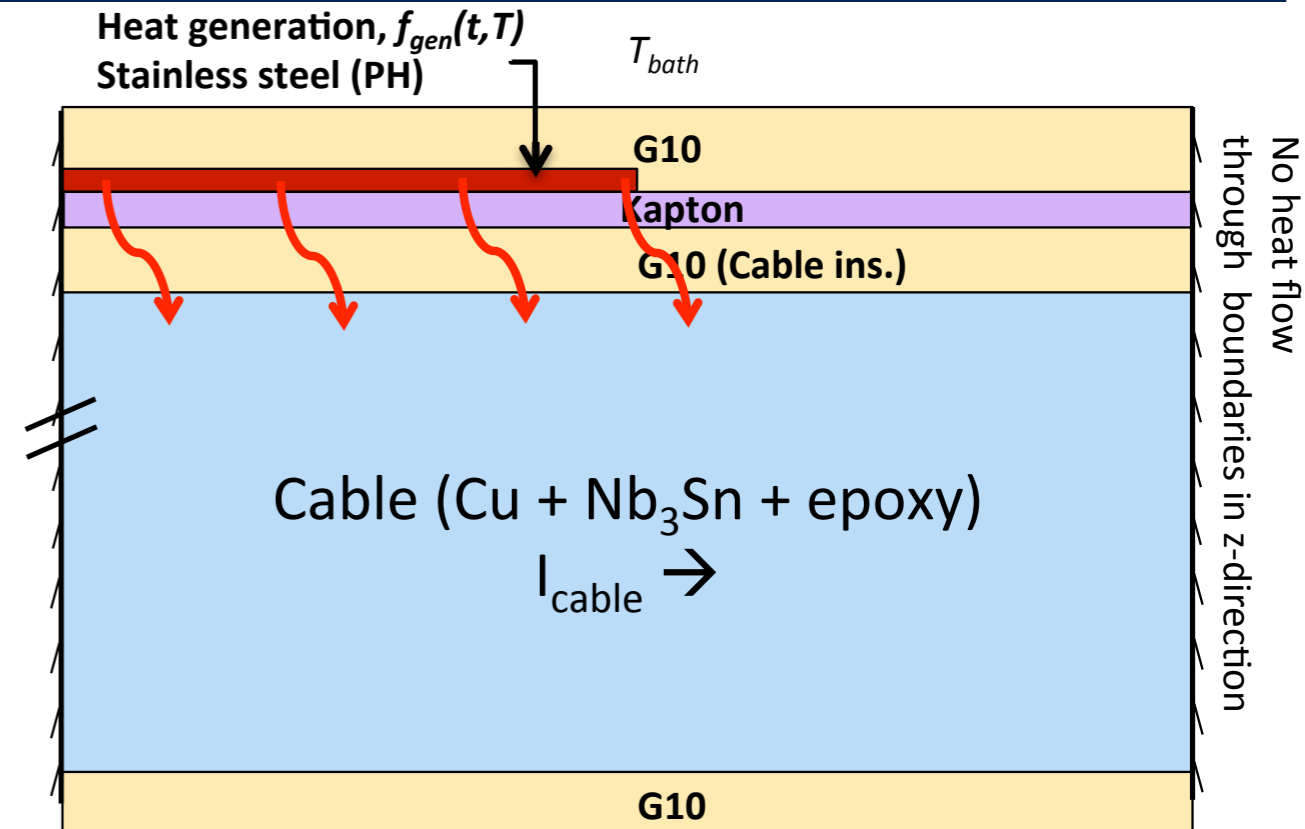 Heat generation, f_gen(t,T)
Stainless steel (PH)
T_bath
G10
Kapton
G10 (Cable ins.)
Cable (Cu + Nb₃Sn + epoxy)
I_cable →
G10
No heat flow
through boundaries in z-direction